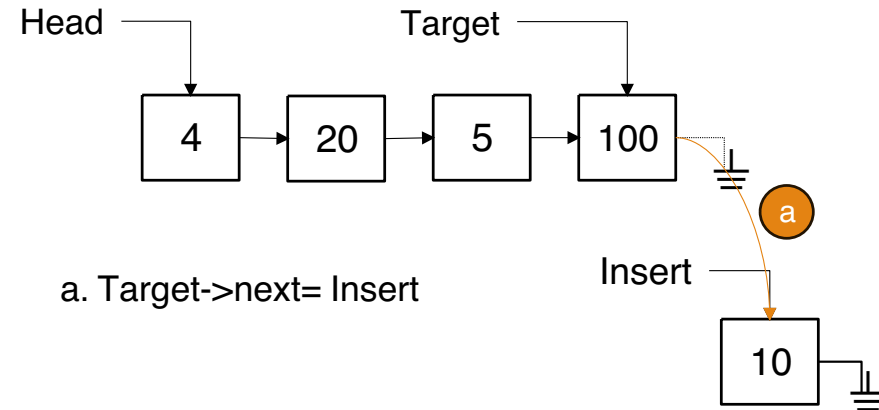 Head
Target
4
20
5
100
a
Insert
a. Target->next= Insert
10